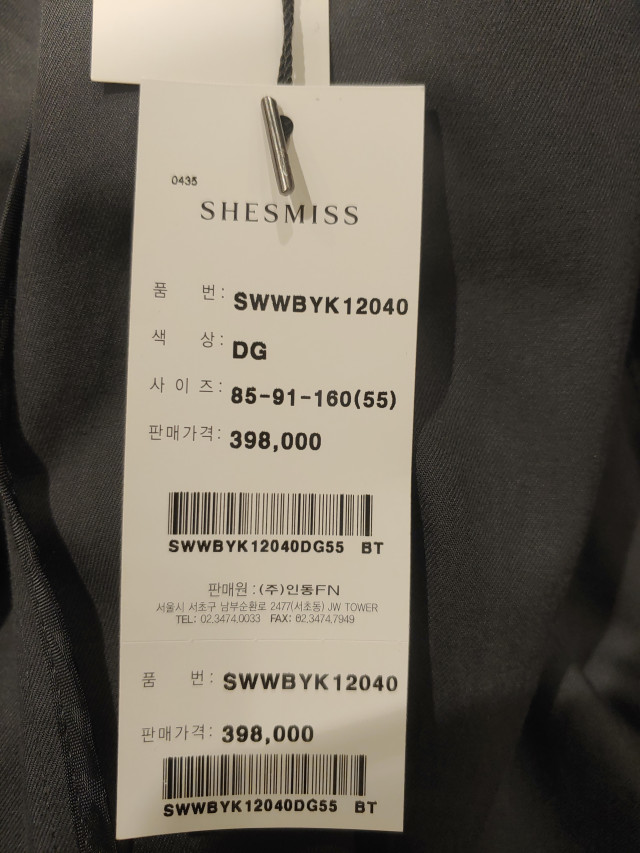 0435
SHESMISS
품 번: SWWBYK12040
색 상: DG
사이즈: 85-91-160(55)
판매가격: 398,000
SWWBYK12040DG55 BT
판매원 : (주)인동FN
서울시 서초구 남부순환로 2477(서초동) JW TOWER
TEL: 02.3474.0033 FAX: 02.3474.7949
품 번: SWWBYK12040
판매가격: 398,000
SWWBYK12040DG55 BT